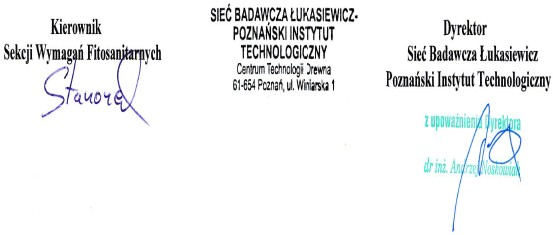 Kierownik
Sekcji Wymagań Fitosanitarnych
SIEĆ BADAWCZA ŁUKASIEWICZ-
POZNAŃSKI INSTYTUT
TECHNOLOGICZNY
Centrum Technologii Drewna
61-654 Poznań, ul. Winiarska 1
Dyrektor
Sieć Badawcza Łukasiewicz
Poznański Instytut Technologiczny
z upoważnienia Dyrektora
dr inż. Andrzej Noskowiak